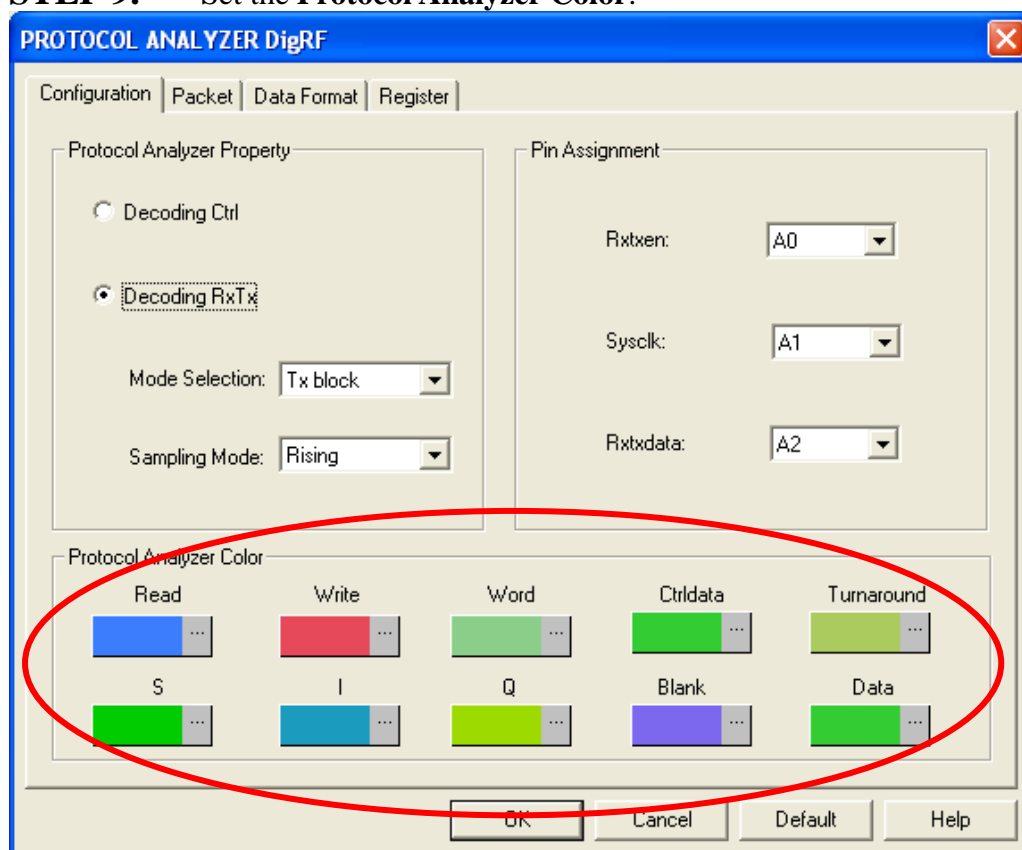 STEP 9. Set the Protocol Analyzer Color.
PROTOCOL ANALYZER DigRF
Configuration Packet Data Format Register
Protocol Analyzer Property
Decoding Ctrl
Decoding RxTx
Mode Selection: Tx block
Sampling Mode: Rising
Pin Assignment
Rxtxen: A0
Sysclk: A1
Rxtxdata: A2
Protocol Analyzer Color
Read Write Word Ctrldata Turnaround
... ... ... ... ...
S I Q Blank Data
... ... ... ... ...
OK Cancel Default Help